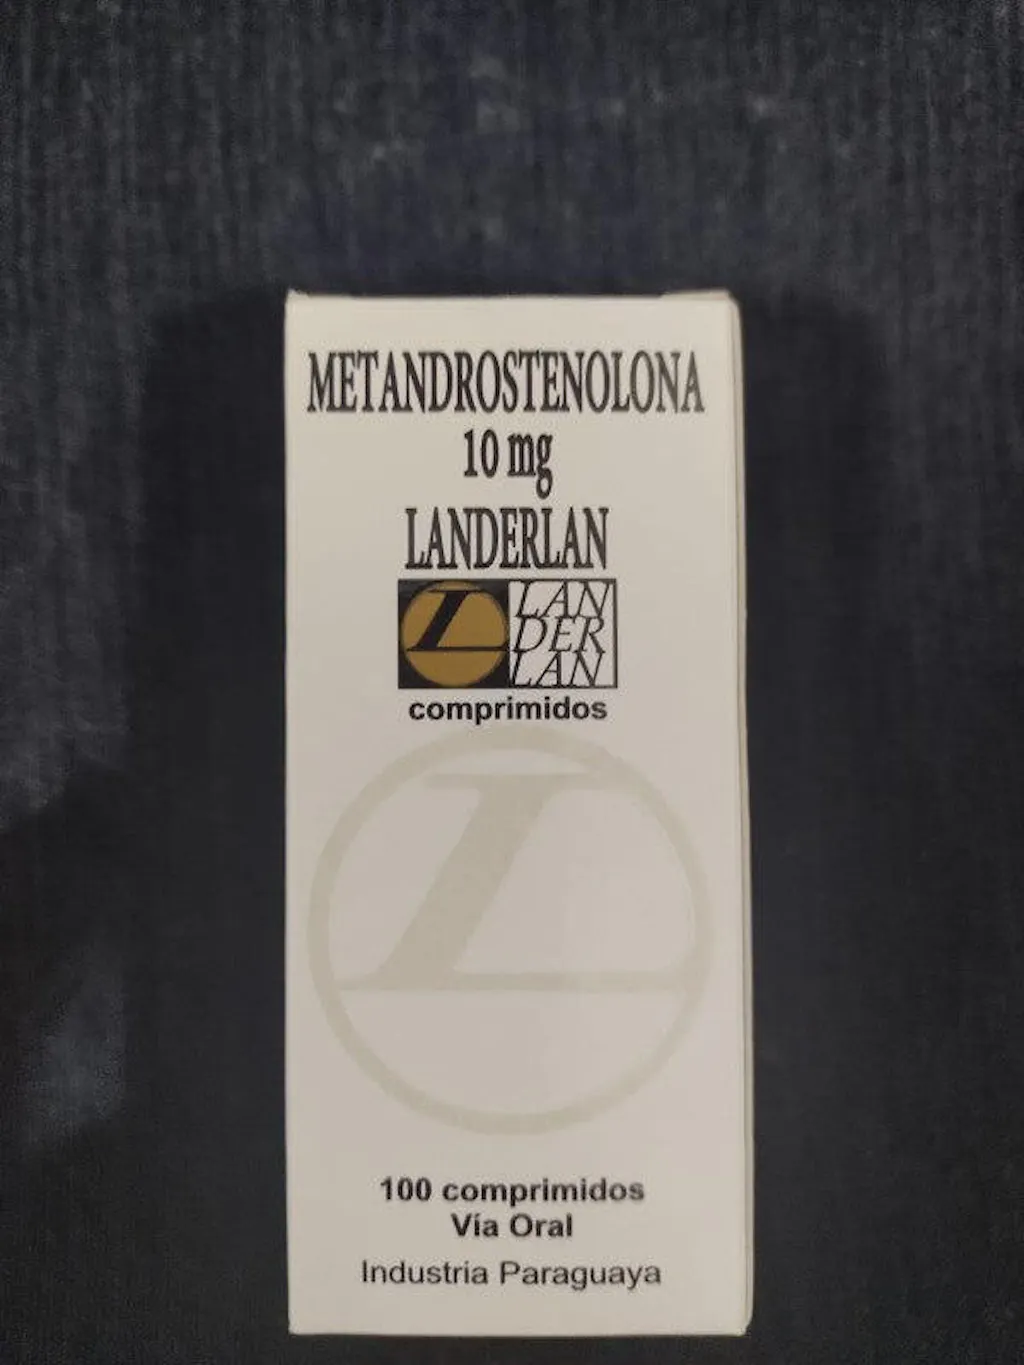 METANDROSTENOLONA
10 mg
LANDERLAN
L LAN
DER
LAN
comprimidos
L
100 comprimidos
Vía Oral
Industria Paraguaya